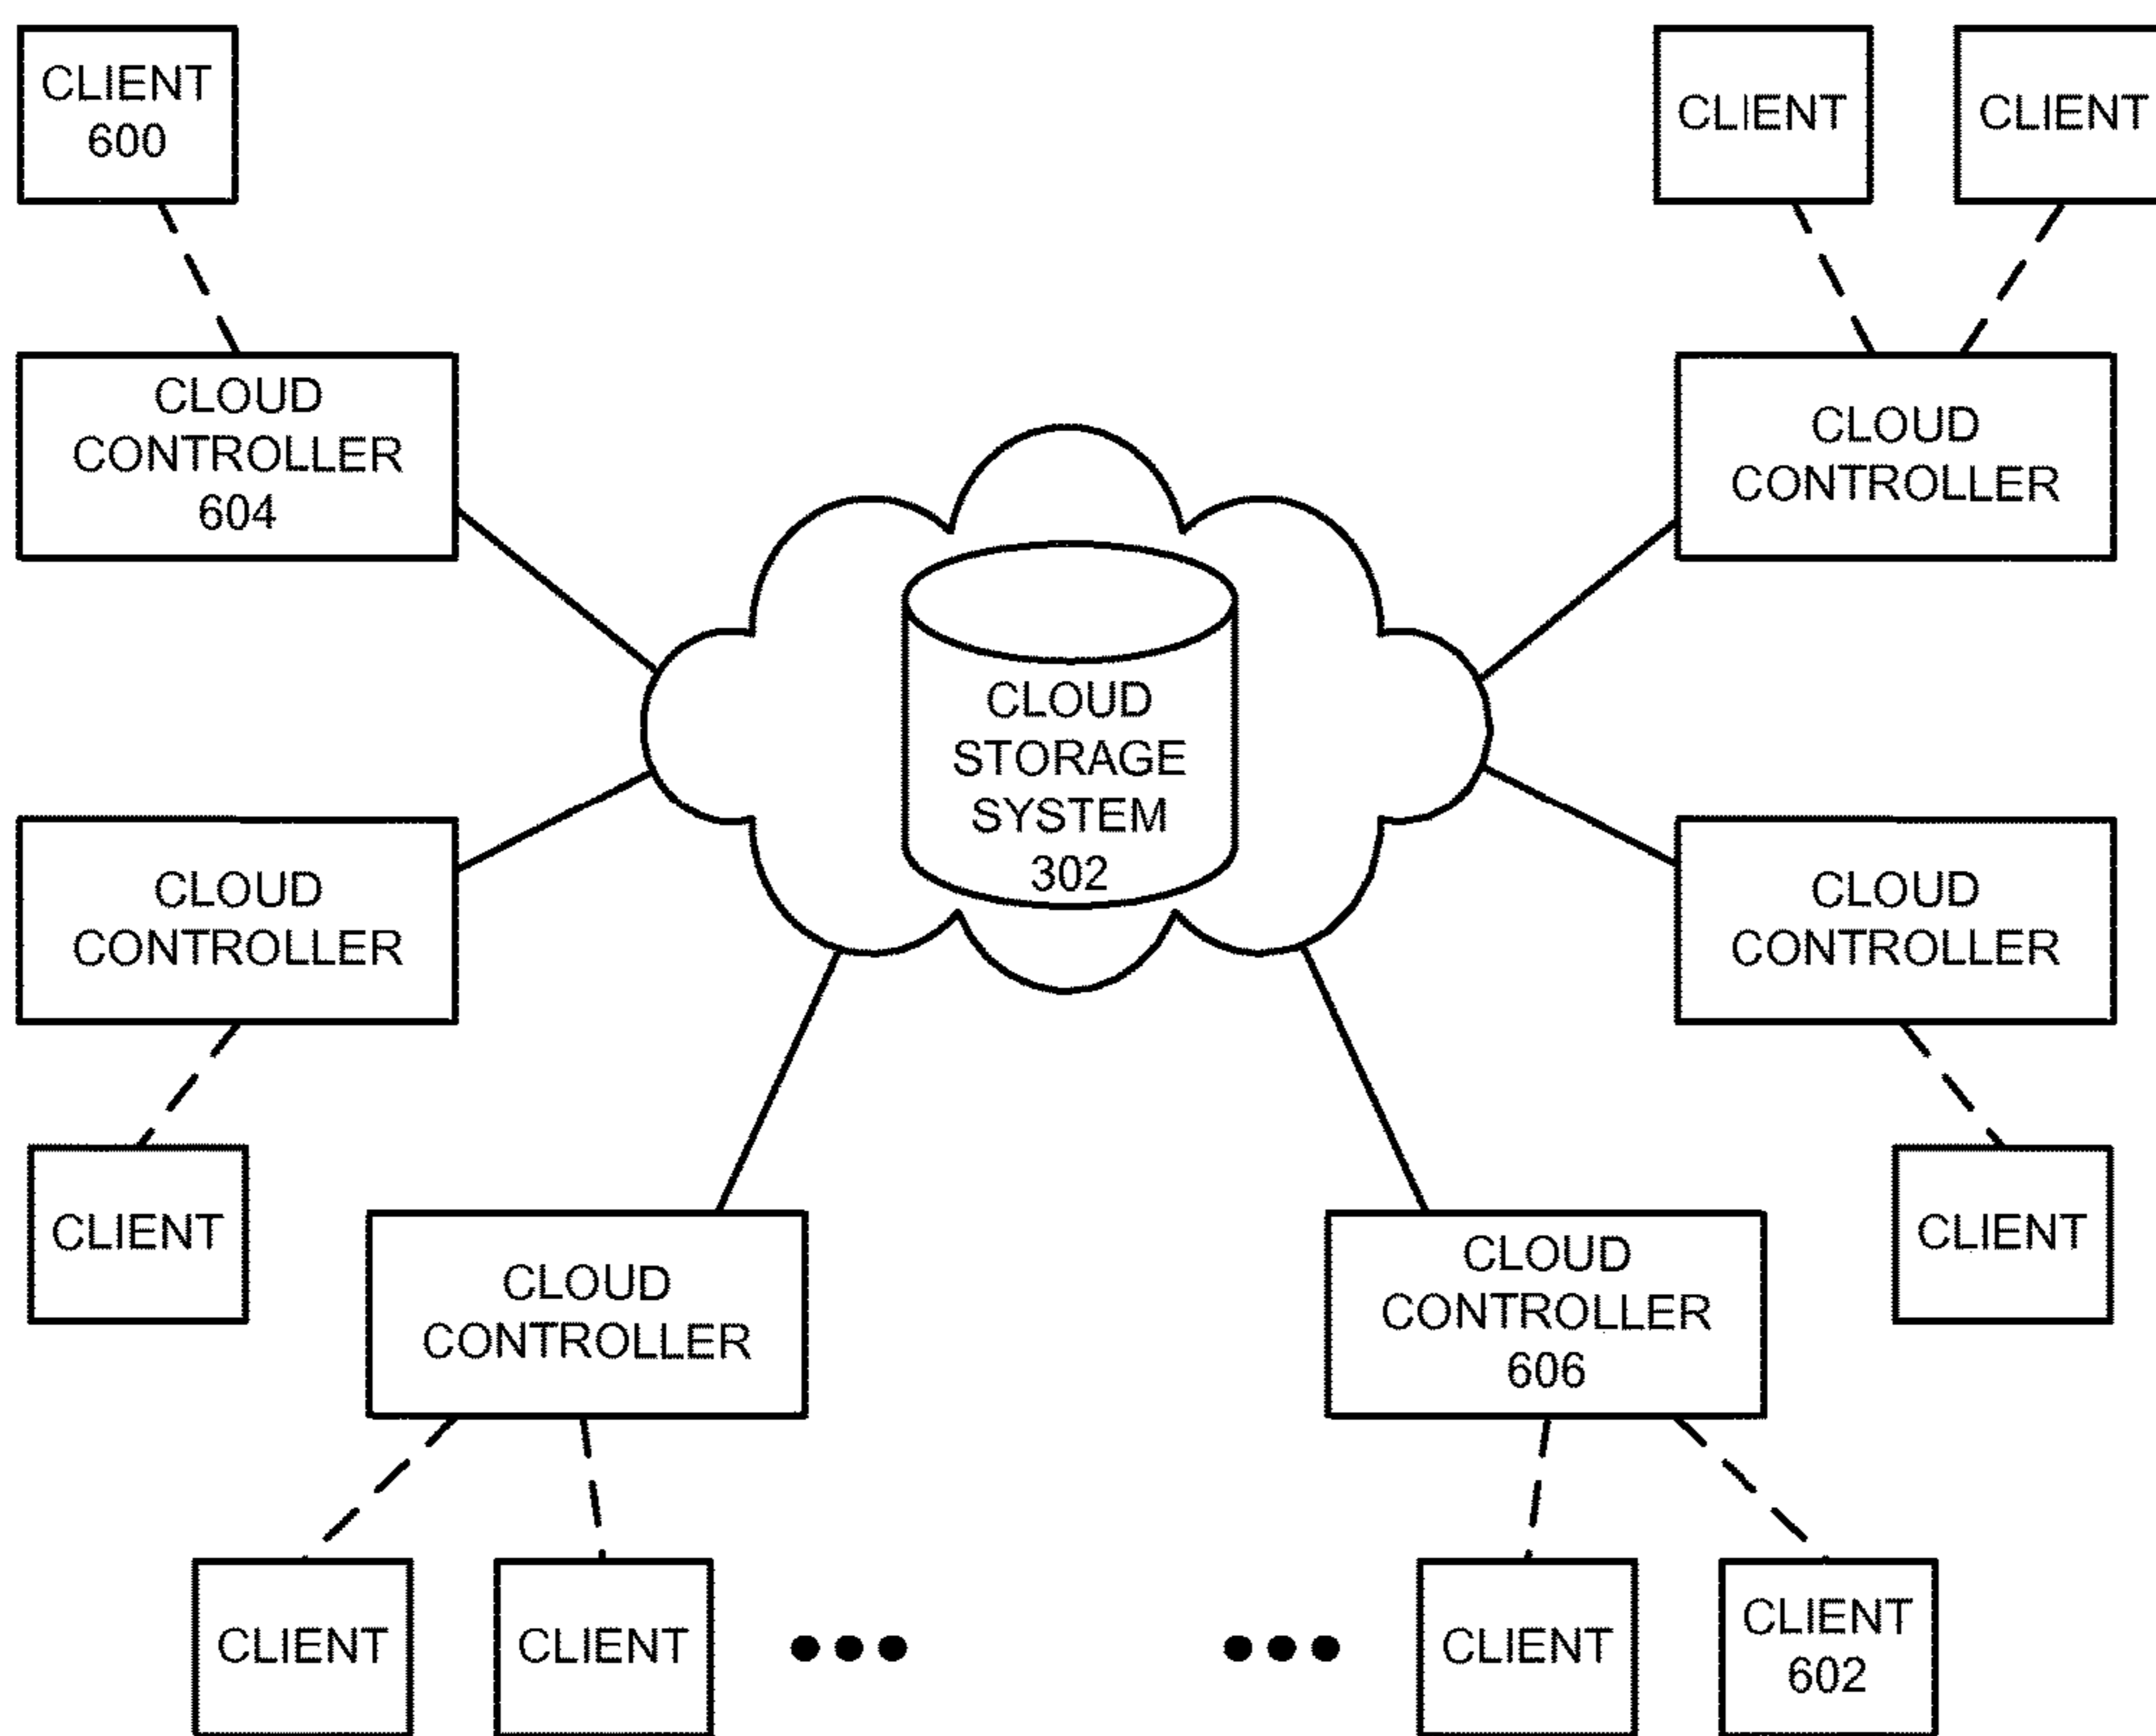 CLIENT
600
CLIENT
CLIENT
CLOUD
CONTROLLER
604
CLOUD
CONTROLLER
CLOUD
STORAGE
SYSTEM
302
CLOUD
CONTROLLER
CLOUD
CONTROLLER
CLIENT
CLIENT
CLOUD
CONTROLLER
CLOUD
CONTROLLER
606
CLIENT
CLIENT
CLIENT
CLIENT
602